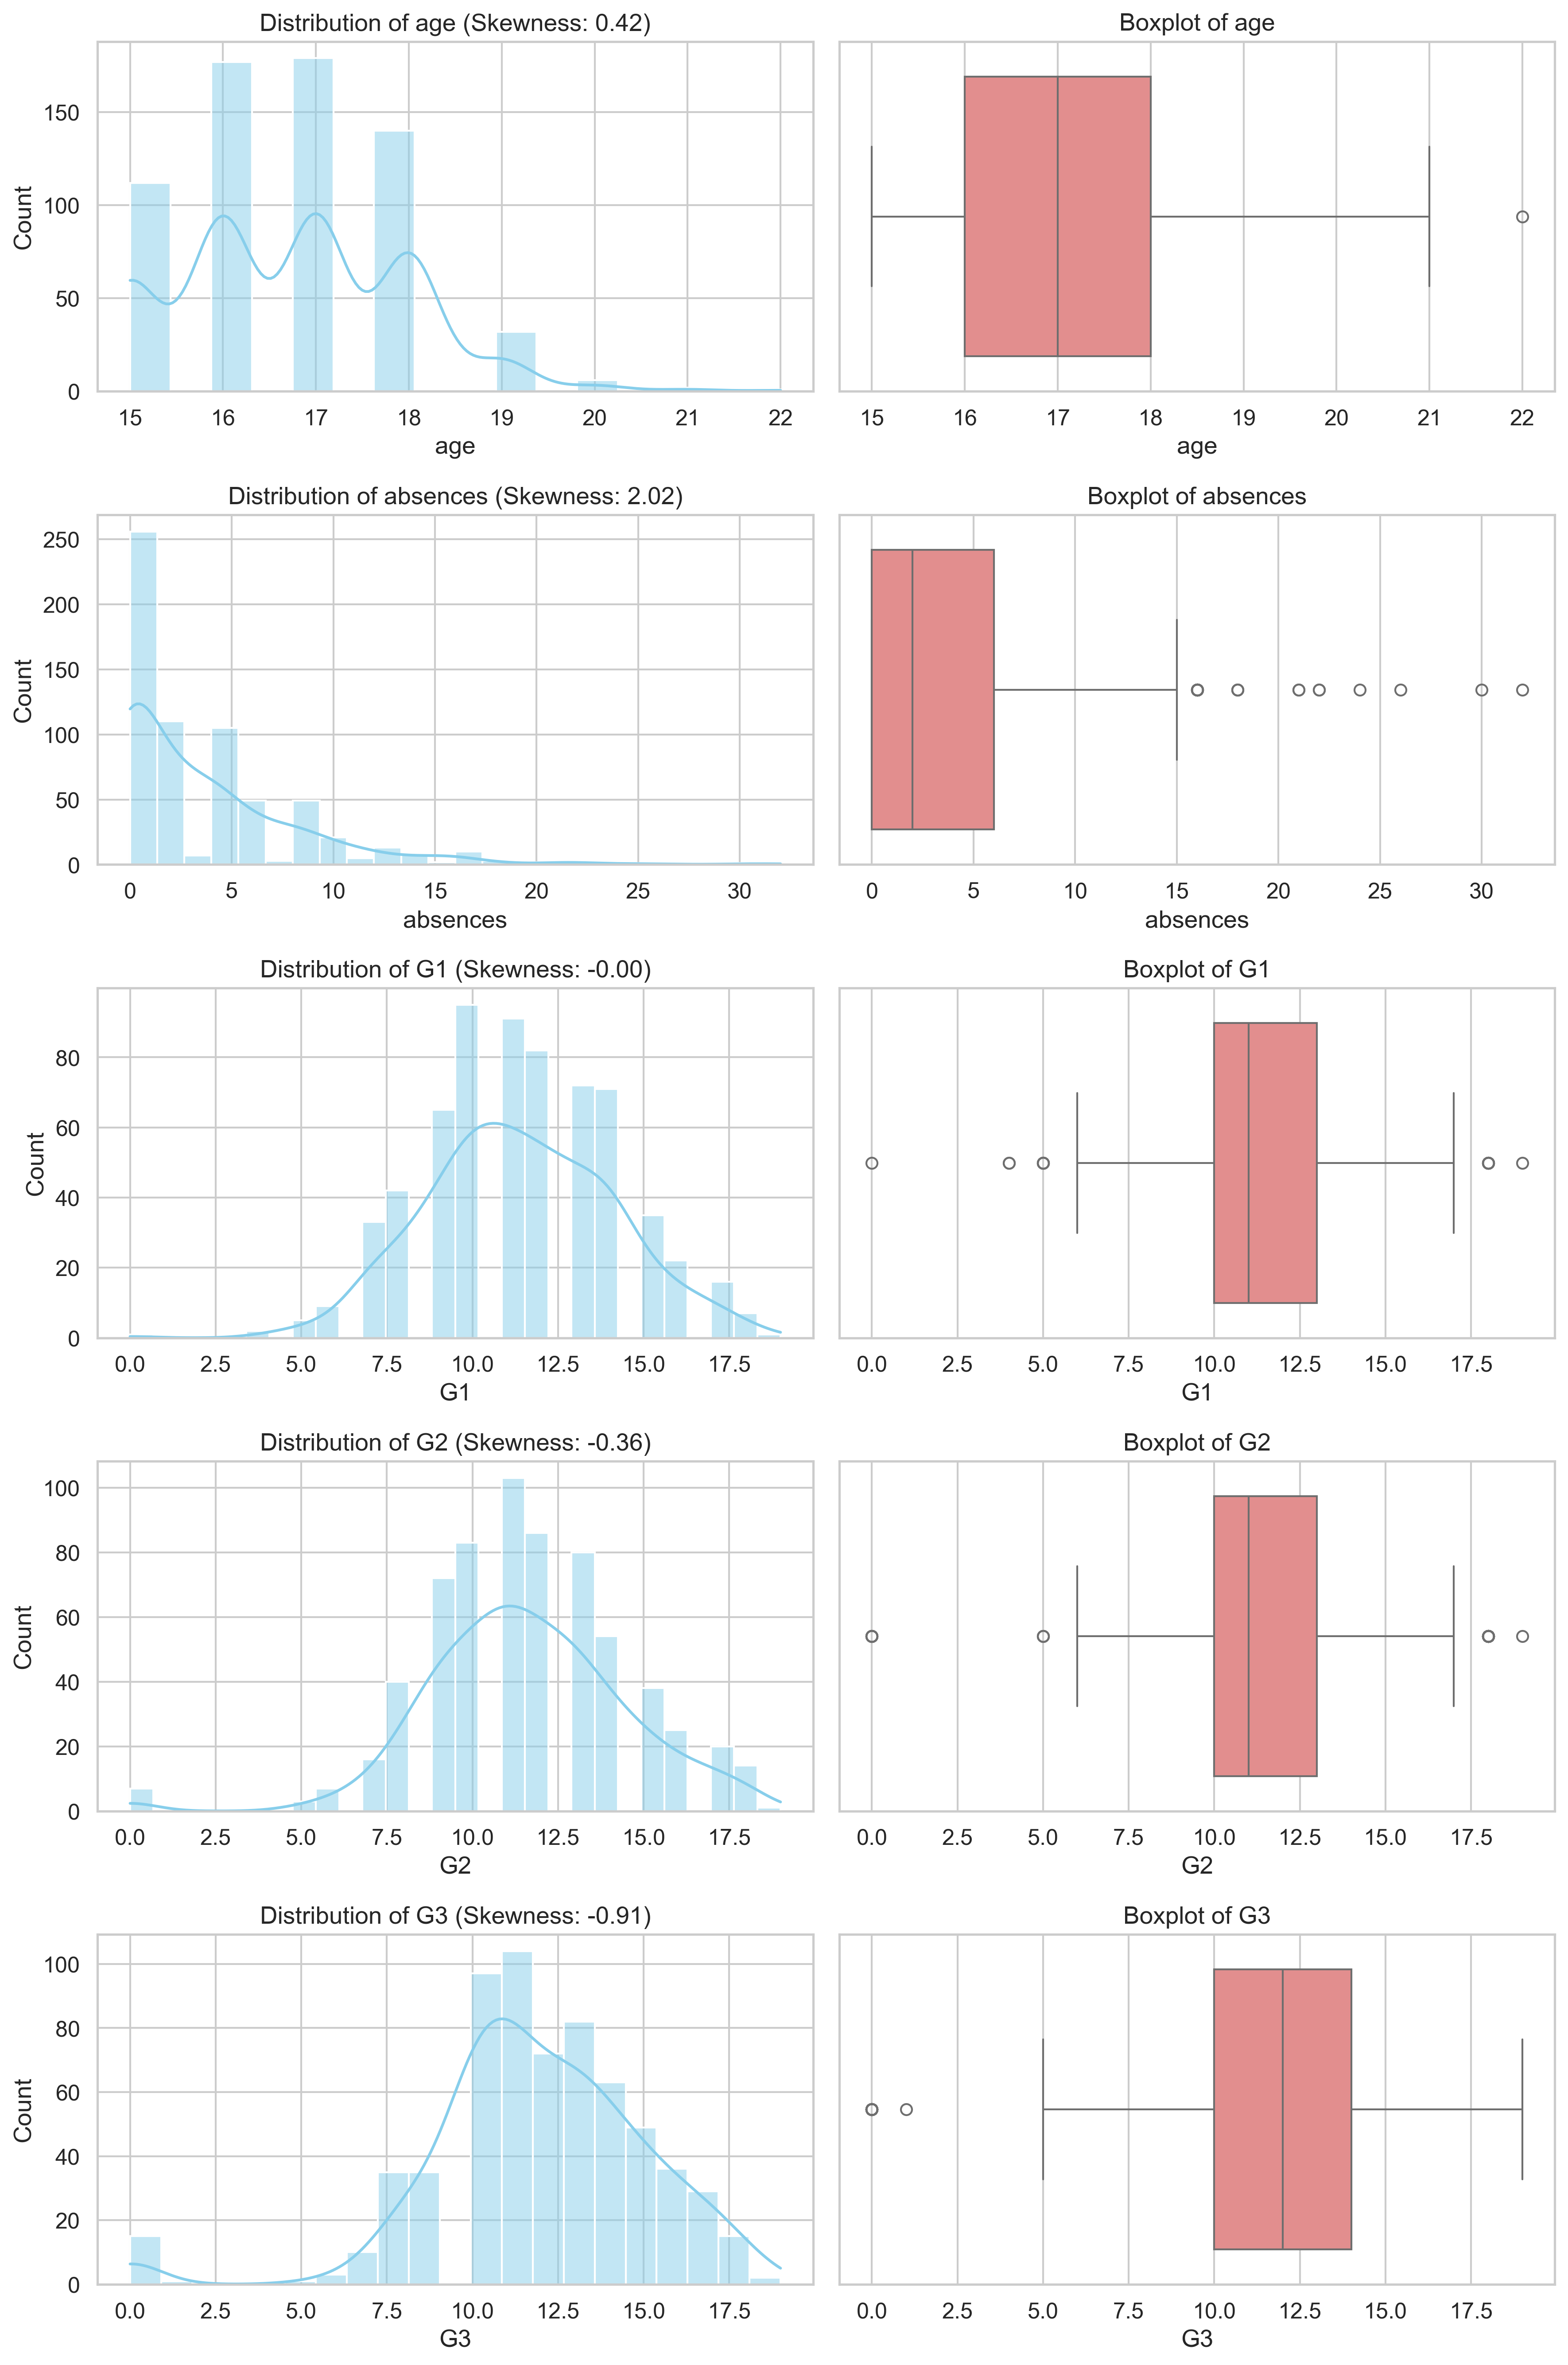 Distribution of age (Skewness: 0.42)
Count
150
100
50
0
15 16 17 18 19 20 21 22
age
Boxplot of age
15 16 17 18 19 20 21 22
age
Distribution of absences (Skewness: 2.02)
Count
250
200
150
100
50
0
0 5 10 15 20 25 30
absences
Boxplot of absences
0 5 10 15 20 25 30
absences
Distribution of G1 (Skewness: -0.00)
Count
80
60
40
20
0
0.0 2.5 5.0 7.5 10.0 12.5 15.0 17.5
G1
Boxplot of G1
0.0 2.5 5.0 7.5 10.0 12.5 15.0 17.5
G1
Distribution of G2 (Skewness: -0.36)
Count
100
80
60
40
20
0
0.0 2.5 5.0 7.5 10.0 12.5 15.0 17.5
G2
Boxplot of G2
0.0 2.5 5.0 7.5 10.0 12.5 15.0 17.5
G2
Distribution of G3 (Skewness: -0.91)
Count
100
80
60
40
20
0
0.0 2.5 5.0 7.5 10.0 12.5 15.0 17.5
G3
Boxplot of G3
0.0 2.5 5.0 7.5 10.0 12.5 15.0 17.5
G3